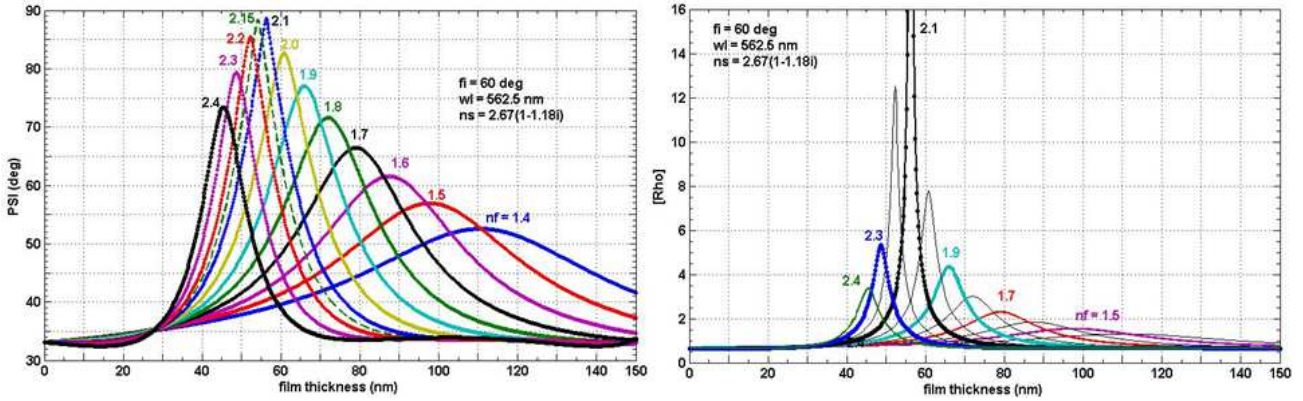 90
80
70
60
50
40
30
PSI (deg)
2.15
2.1
2.2
2.0
2.3
1.9
2.4
1.8
1.7
1.6
1.5
nf = 1.4
fi = 60 deg
wl = 562.5 nm
ns = 2.67(1-1.18i)
0 20 40 60 80 100 120 140 150
film thickness (nm)
16
14
12
10
8
6
4
2
0
[Rho]
fi = 60 deg
wl = 562.5 nm
ns = 2.67(1-1.18i)
2.1
2.3
1.9
2.4
1.7
nf = 1.5
0 20 40 60 80 100 120 140 150
film thickness (nm)